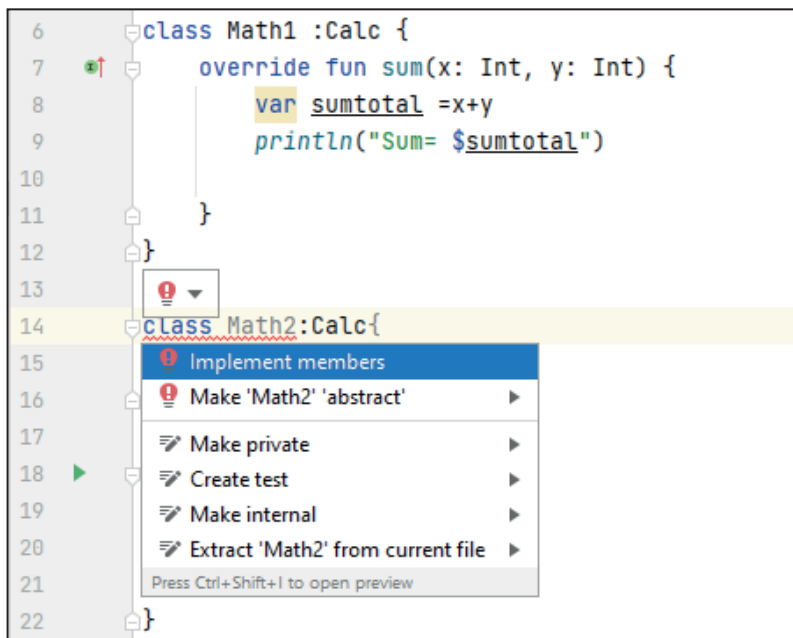 6 class Math1 :Calc {
7 override fun sum(x: Int, y: Int) {
8 var sumtotal =x+y
9 println("Sum= $sumtotal")
10
11 }
12 }
13
14 class Math2:Calc{
15 Implement members
16 Make 'Math2' 'abstract'
17 Make private
18 Create test
19 Make internal
20 Extract 'Math2' from current file
21 Press Ctrl+Shift+I to open preview
22 }